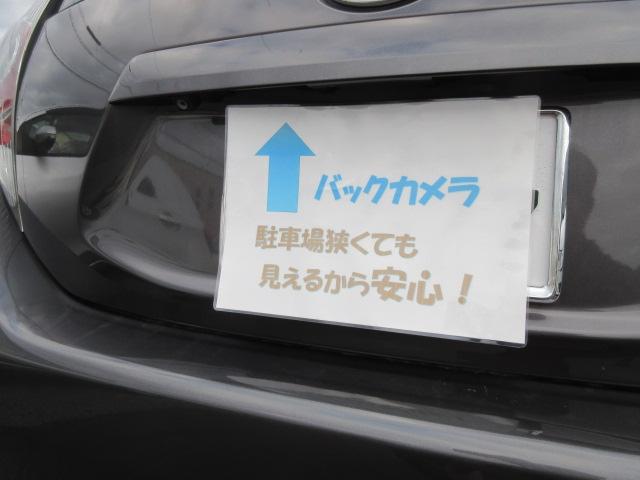 バックカメラ
駐車場狭くても
見えるから安心！